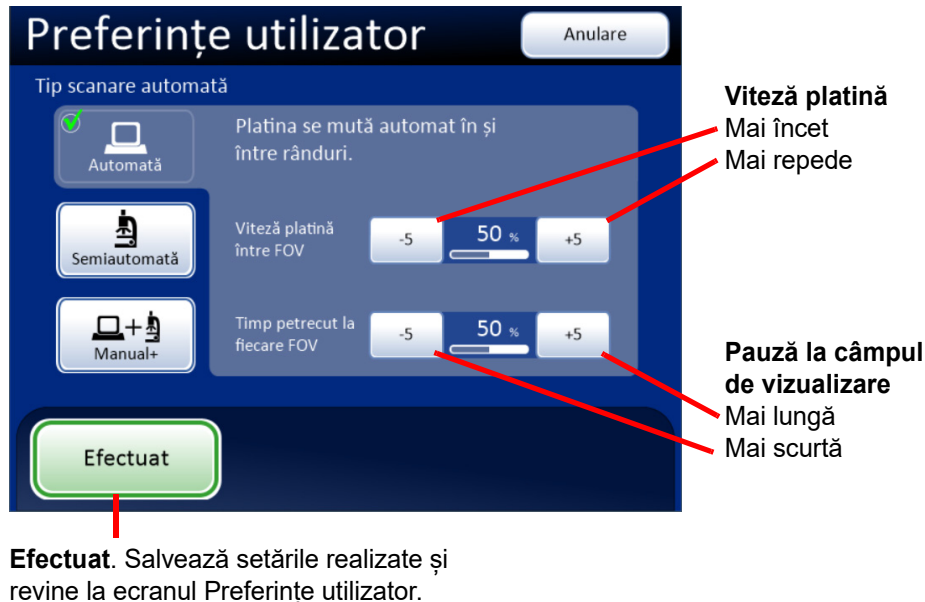 Preferințe utilizator
Anulare
Tip scanare automată
Automată
Platina se mută automat în și
între rânduri.
Semiautomată
Viteză platină
între FOV
-5
50 %
+5
Manual+
Timp petrecut la
fiecare FOV
-5
50 %
+5
Efectuat
Viteză platină
Mai încet
Mai repede
Pauză la câmpul
de vizualizare
Mai lungă
Mai scurtă
Efectuat. Salvează setările realizate și
revine la ecranul Preferințe utilizator.